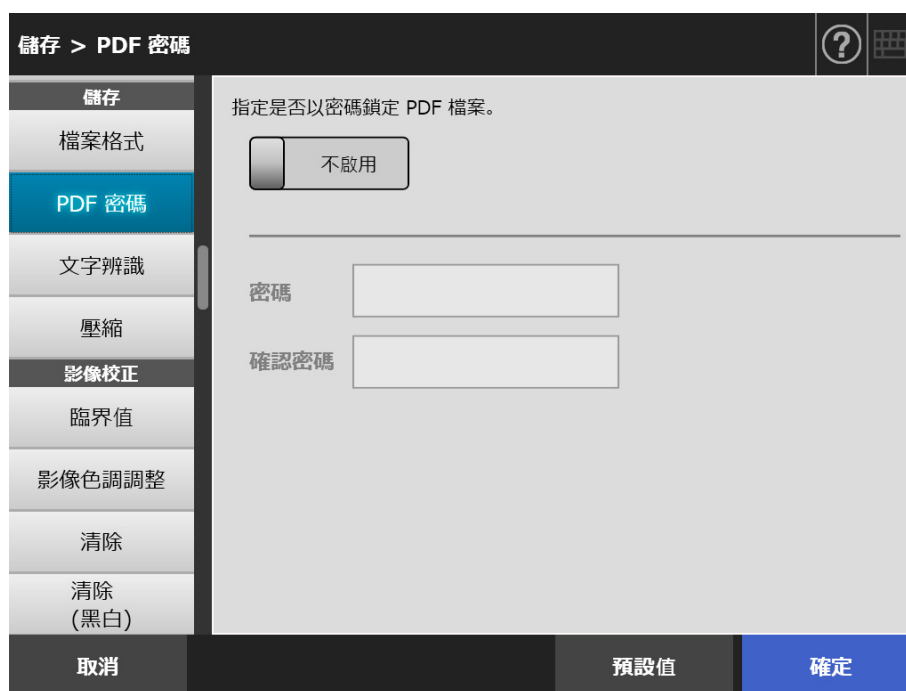 儲存 > PDF 密碼
?
儲存
檔案格式
PDF 密碼
文字辨識
壓縮
影像校正
臨界值
影像色調調整
清除
清除
(黑白)
指定是否以密碼鎖定 PDF 檔案。
不啟用
密碼
確認密碼
取消
預設值
確定